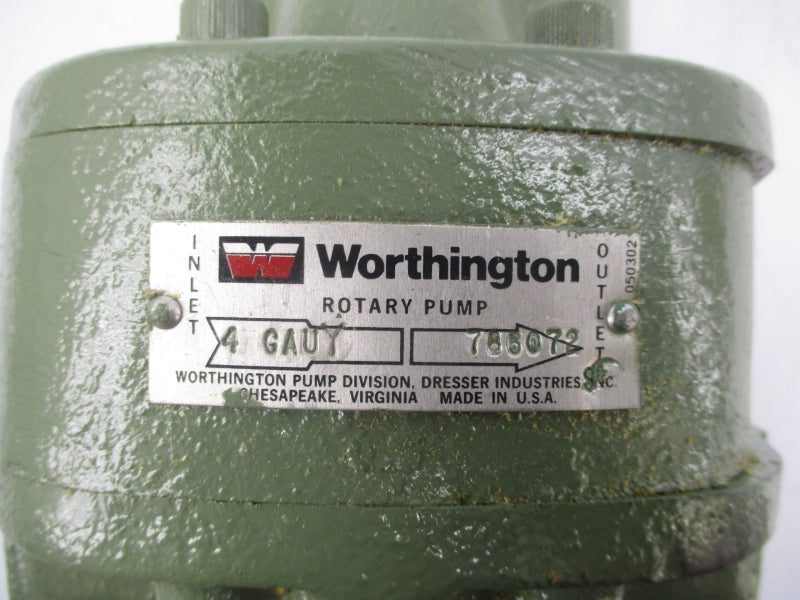 INLET
W
Worthington
OUTLET
050302
ROTARY PUMP
4 GAUY 786072
WORTHINGTON PUMP DIVISION, DRESSER INDUSTRIES, INC.
CHESAPEAKE, VIRGINIA MADE IN U.S.A.